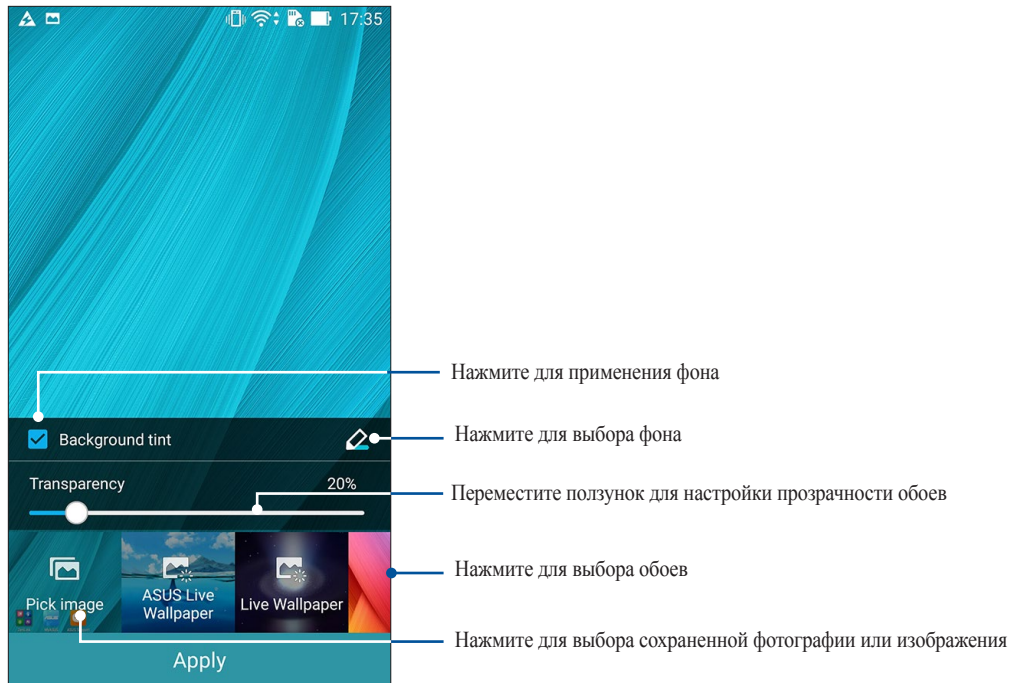 17:35
Нажмите для применения фона
Background tint
Нажмите для выбора фона
Transparency
20%
Переместите ползунок для настройки прозрачности обоев
Pick image
ASUS Live
Wallpaper
Live Wallpaper
Нажмите для выбора обоев
Нажмите для выбора сохраненной фотографии или изображения
Apply